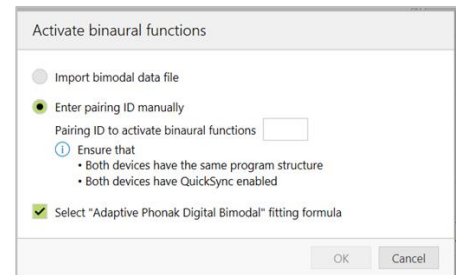 Activate binaural functions
Import bimodal data file
Enter pairing ID manually
Pairing ID to activate binaural functions
Ensure that
• Both devices have the same program structure
• Both devices have QuickSync enabled
Select "Adaptive Phonak Digital Bimodal" fitting formula
OK Cancel